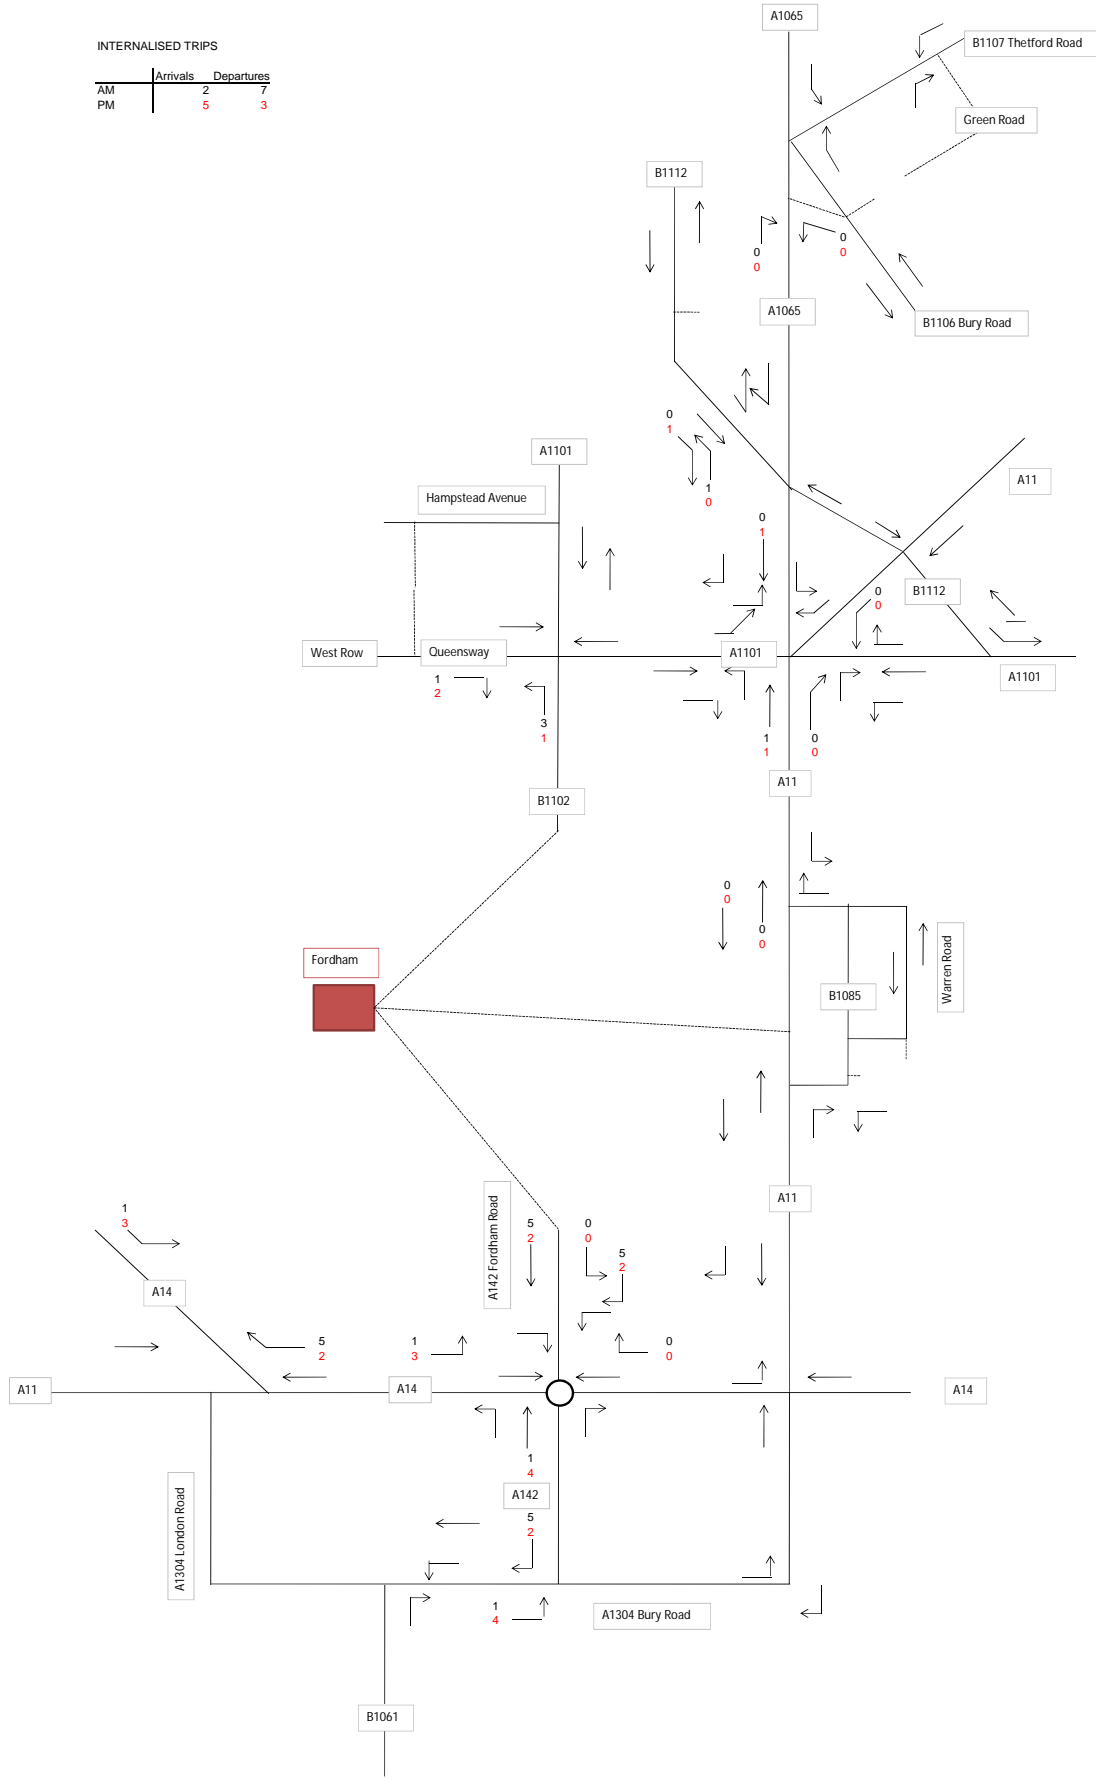 A1065
INTERNALISED TRIPS
B1107 Thetford Road
Arrivals Departures
AM 2 7
PM 5 3
Green Road
B1112
0
0
0
0
A1065
B1106 Bury Road
0
1
A1101
A11
Hampstead Avenue
1
0
0
1
B1112
0
0
West Row
Queensway
A1101
A1101
1
2
3
1
1
1
0
0
A11
B1102
0
0
0
0
Fordham
Warren Road
B1085
A11
A142 Fordham Road
1
3
5
2
0
0
5
2
A14
5
2
1
3
0
0
A11
A14
A14
1
4
A142
5
2
A1304 London Road
1
4
A1304 Bury Road
B1061